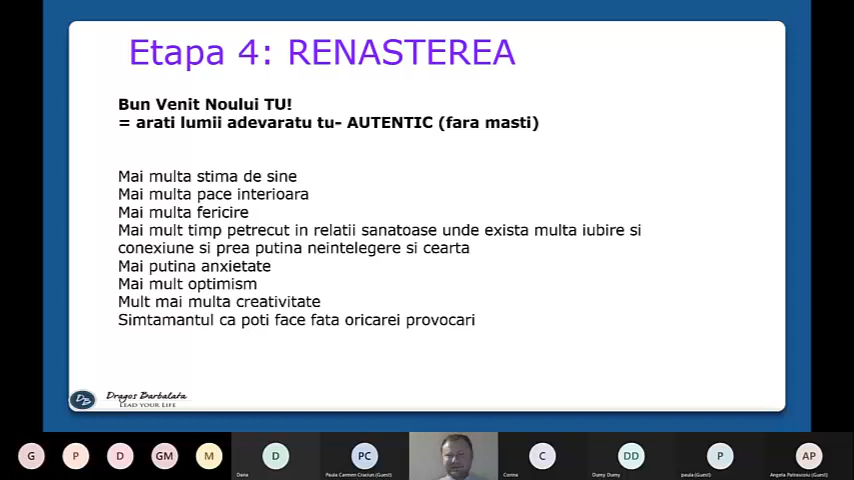 Etapa 4: RENASTEREA
Bun Venit Noului TU!
= arati lumii adevaratu tu- AUTENTIC (fara masti)
Mai multa stima de sine
Mai multa pace interioara
Mai multa fericire
Mai mult timp petrecut in relatii sanatoase unde exista multa iubire si
conexiune si prea putina neintelegere si cearta
Mai putina anxietate
Mai mult optimism
Mult mai multa creativitate
Simtamantul ca poti face fata oricarei provocari
DB
Dragos Barbalata
LEAD YOUR LIFE
G P D GM M D PC C DD P AP
Dana Paula Carmen Craciun (Guest) Corina Dumy Dumy paula (Guest) Angela Patrascoiu (Guest)